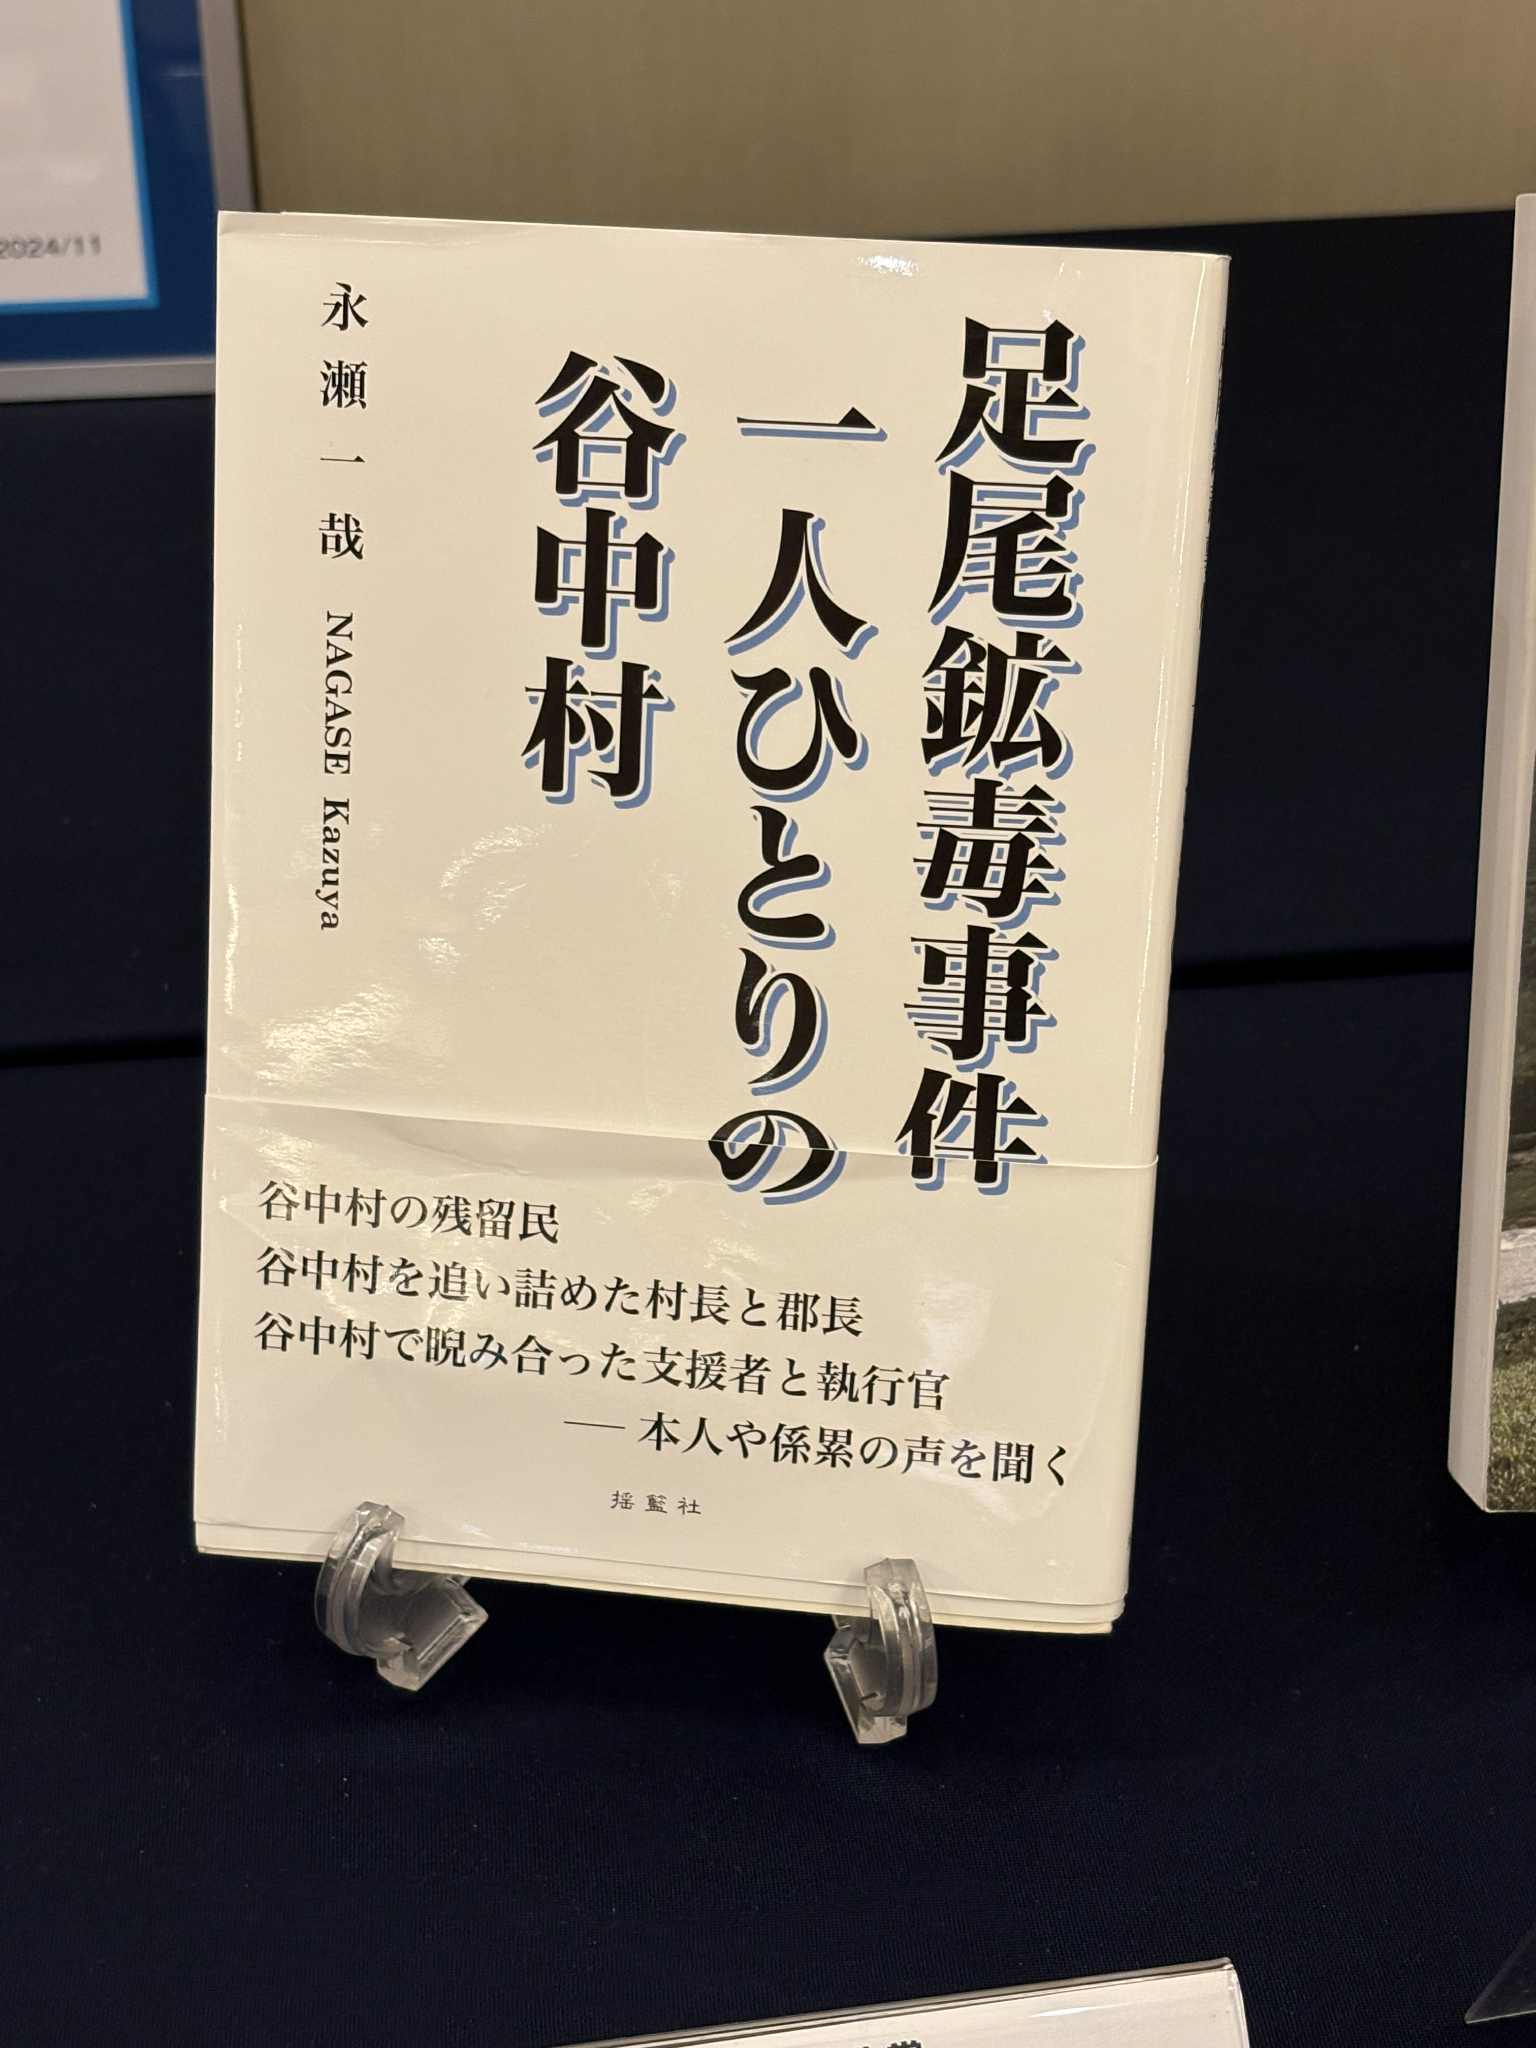 足尾鉱毒事件
一人ひとりの
谷中村
永瀬一哉 NAGASE Kazuya
谷中村の残留民
谷中村を追い詰めた村長と郡長
谷中村で睨み合った支援者と執行官
── 本人や係累の声を聞く
揺籃社
2024/11